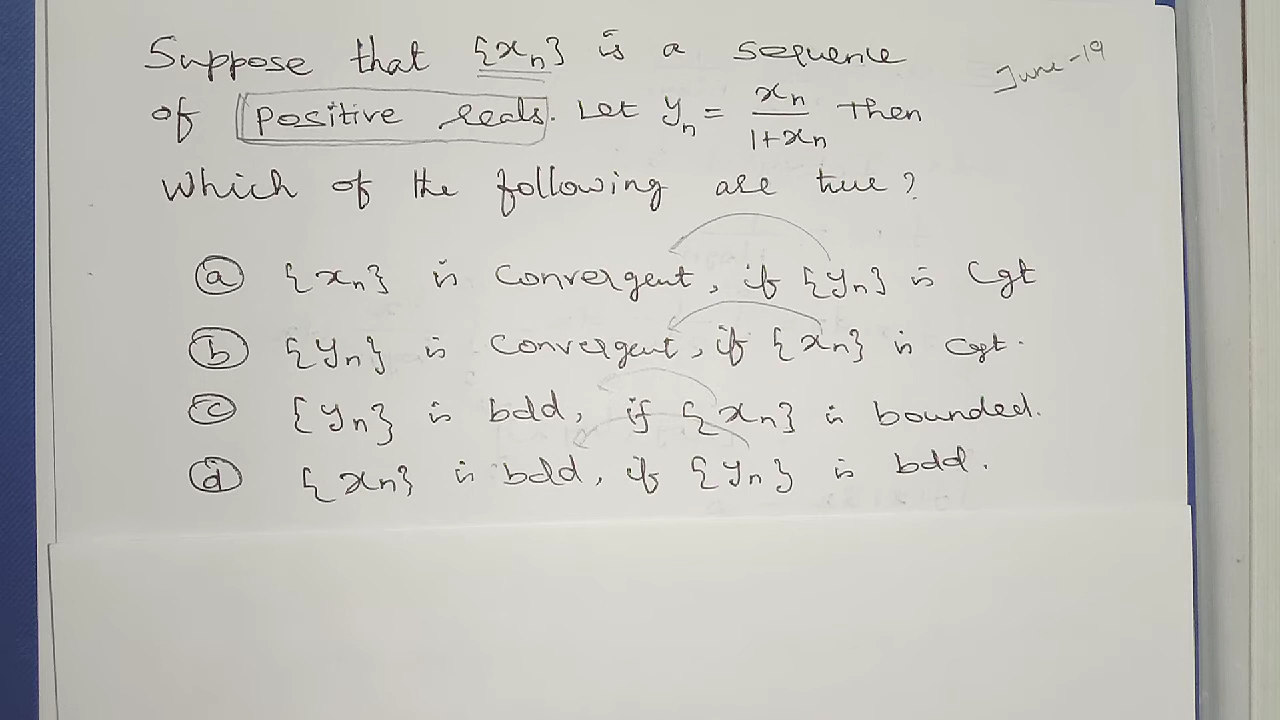 Suppose that {xₙ} is a sequence
June-19
of positive reals. Let yₙ = xₙ/(1+xₙ) Then
Which of the following are true?
(a) {xₙ} is convergent, if {yₙ} is Cgt
(b) {yₙ} is convergent, if {xₙ} is Cgt.
(c) {yₙ} is bdd, if {xₙ} is bounded.
(d) {xₙ} is bdd, if {yₙ} is bdd.